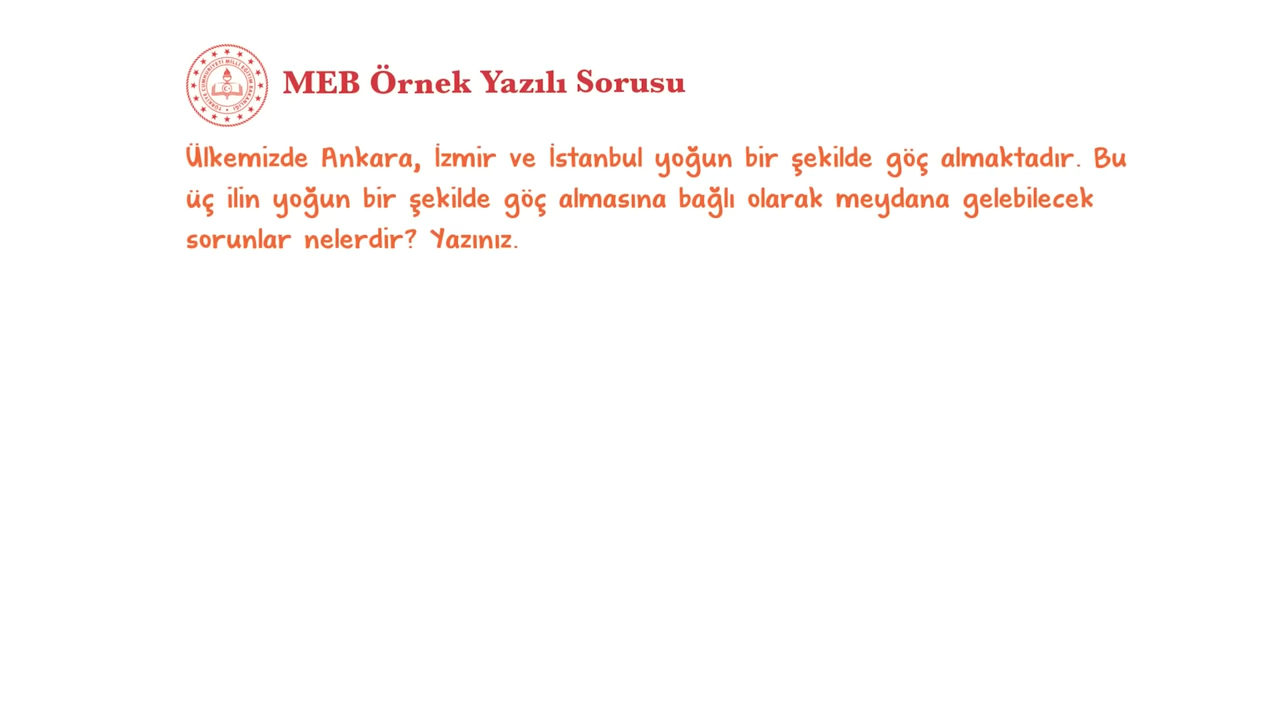 MEB Örnek Yazılı Sorusu
Ülkemizde Ankara, İzmir ve İstanbul yoğun bir şekilde göç almaktadır. Bu
üç ilin yoğun bir şekilde göç almasına bağlı olarak meydana gelebilecek
sorunlar nelerdir? Yazınız.